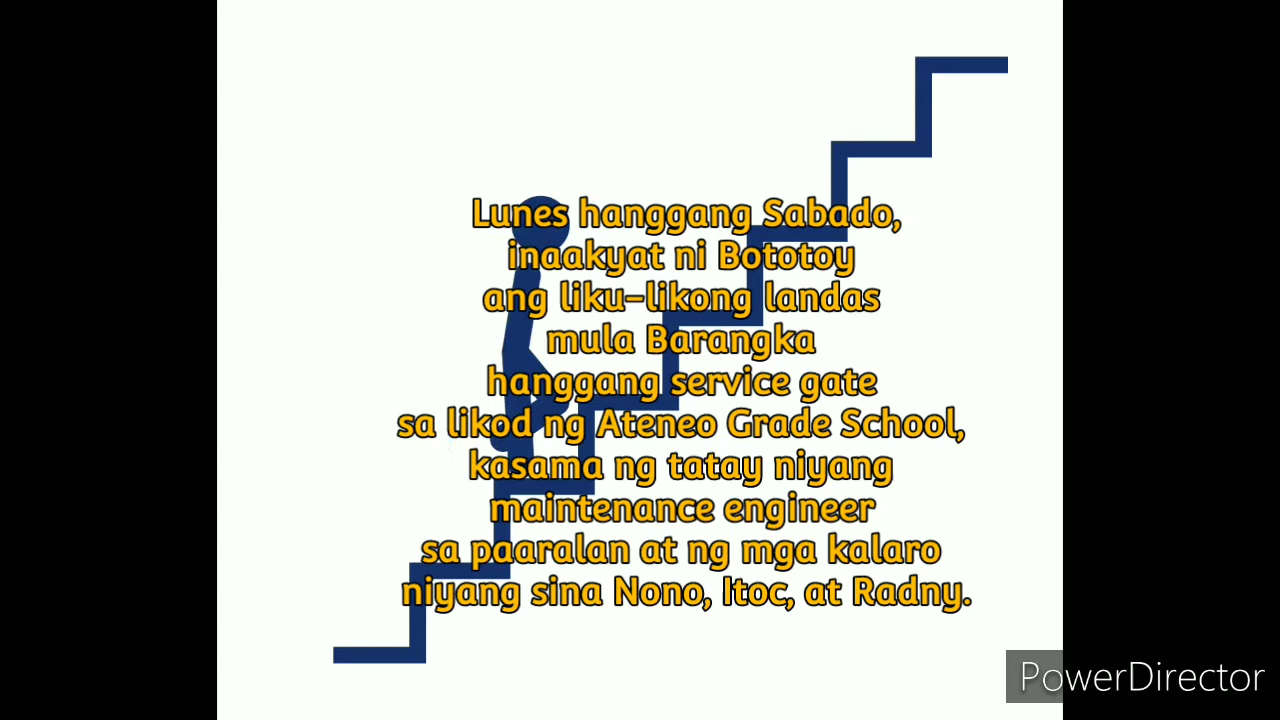 Lunes hanggang Sabado,
inaakyat ni Bototoy
ang liku-likong landas
mula Barangka
hanggang service gate
sa likod ng Ateneo Grade School,
kasama ng tatay niyang
maintenance engineer
sa paaralan at ng mga kalaro
niyang sina Nono, Itoc, at Radny.
PowerDirector